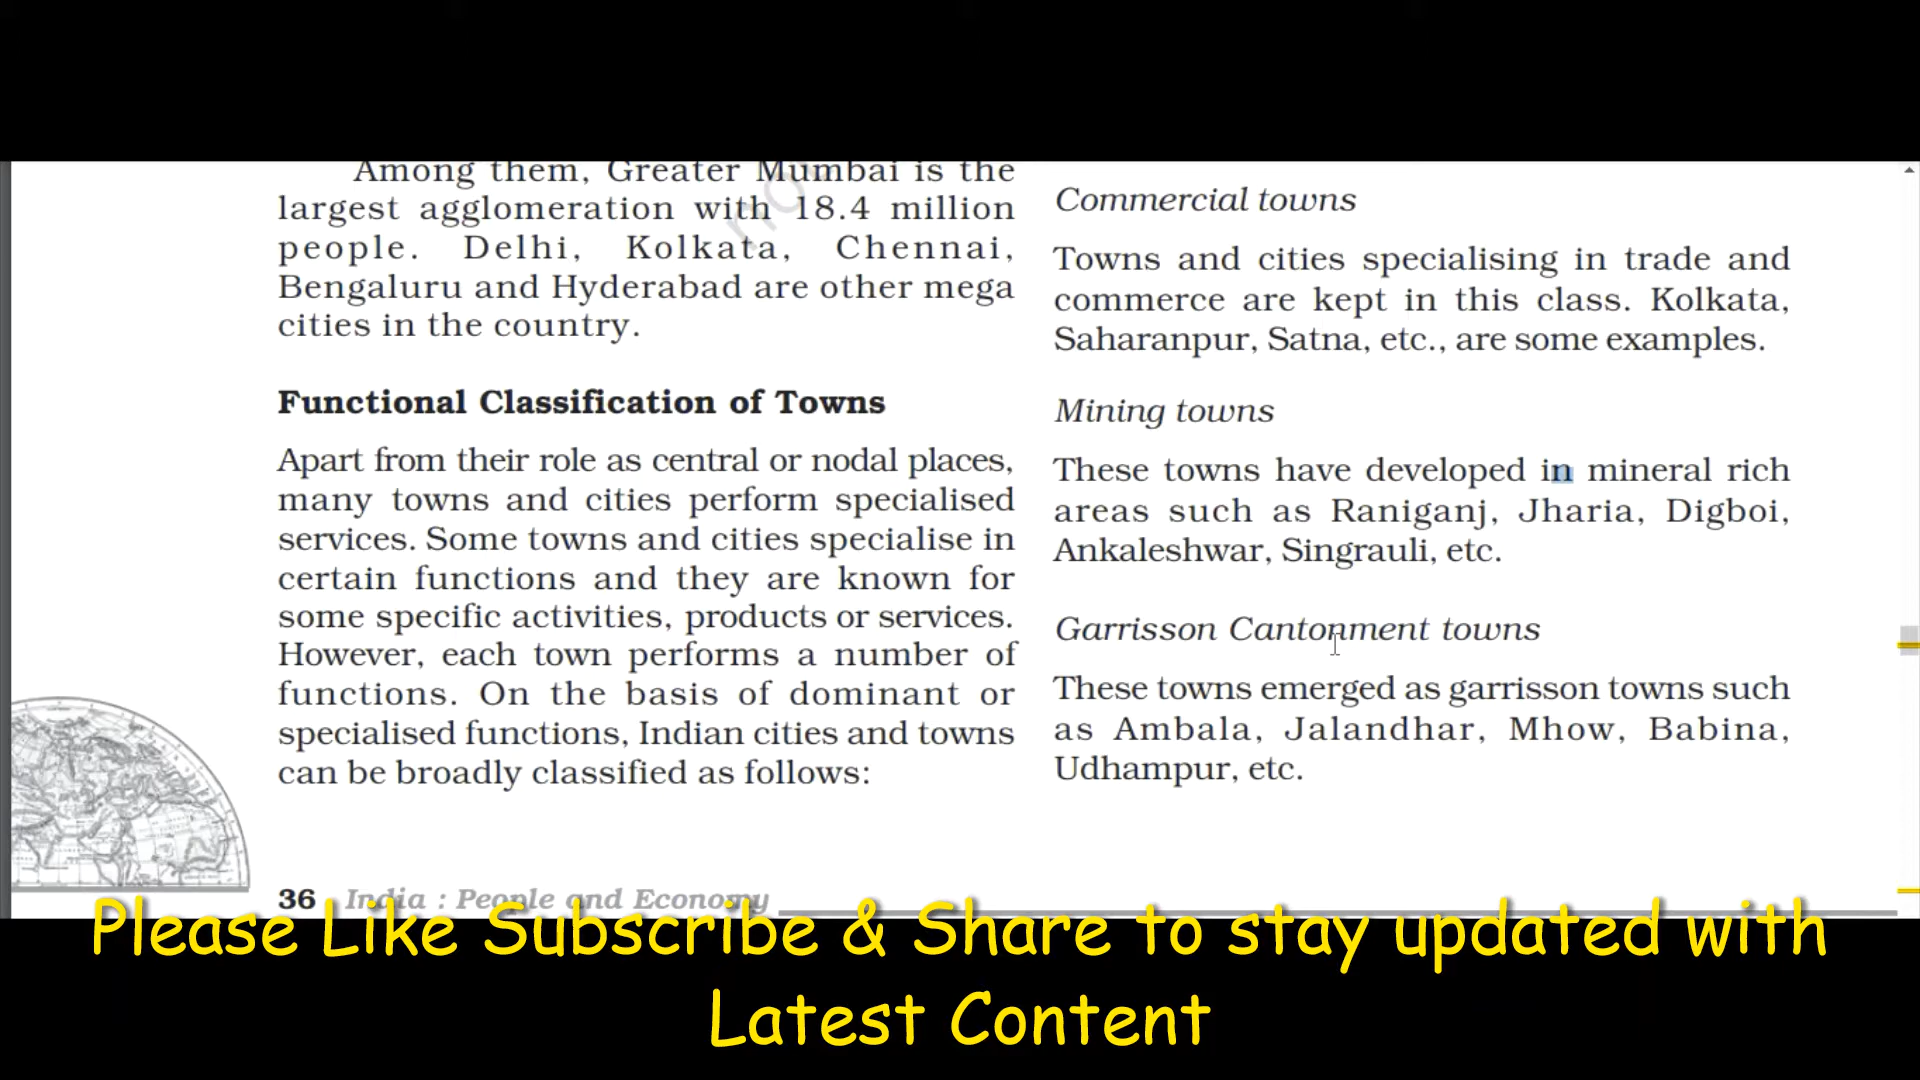 Among them, Greater Mumbai is the
largest agglomeration with 18.4 million
people. Delhi, Kolkata, Chennai,
Bengaluru and Hyderabad are other mega
cities in the country.
Functional Classification of Towns
Apart from their role as central or nodal places,
many towns and cities perform specialised
services. Some towns and cities specialise in
certain functions and they are known for
some specific activities, products or services.
However, each town performs a number of
functions. On the basis of dominant or
specialised functions, Indian cities and towns
can be broadly classified as follows:
Commercial towns
Towns and cities specialising in trade and
commerce are kept in this class. Kolkata,
Saharanpur, Satna, etc., are some examples.
Mining towns
These towns have developed in mineral rich
areas such as Raniganj, Jharia, Digboi,
Ankaleshwar, Singrauli, etc.
Garrisson Cantonment towns
These towns emerged as garrisson towns such
as Ambala, Jalandhar, Mhow, Babina,
Udhampur, etc.
36 India : People and Economy
Please Like Subscribe & Share to stay updated with
Latest Content